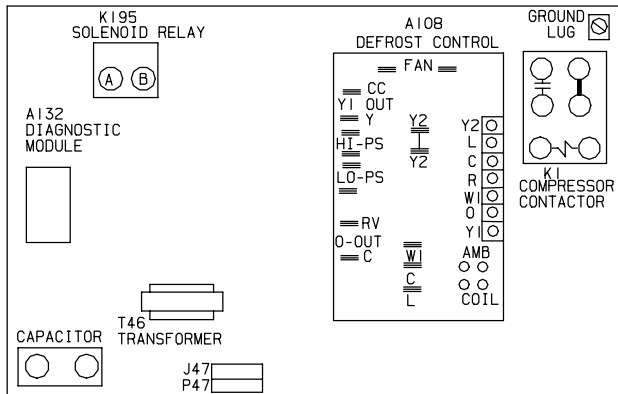 K195
SOLENOID RELAY
A B
A132
DIAGNOSTIC
MODULE
T46
TRANSFORMER
CAPACITOR
J47
P47
A108
DEFROST CONTROL
FAN
CC
Y1 OUT
Y
HI-PS
LO-PS
RV
O-OUT
C
Y2
Y2
W1
C
L
Y2
L
C
R
W1
O
Y1
AMB
COIL
GROUND
LUG
K1
COMPRESSOR
CONTACTOR